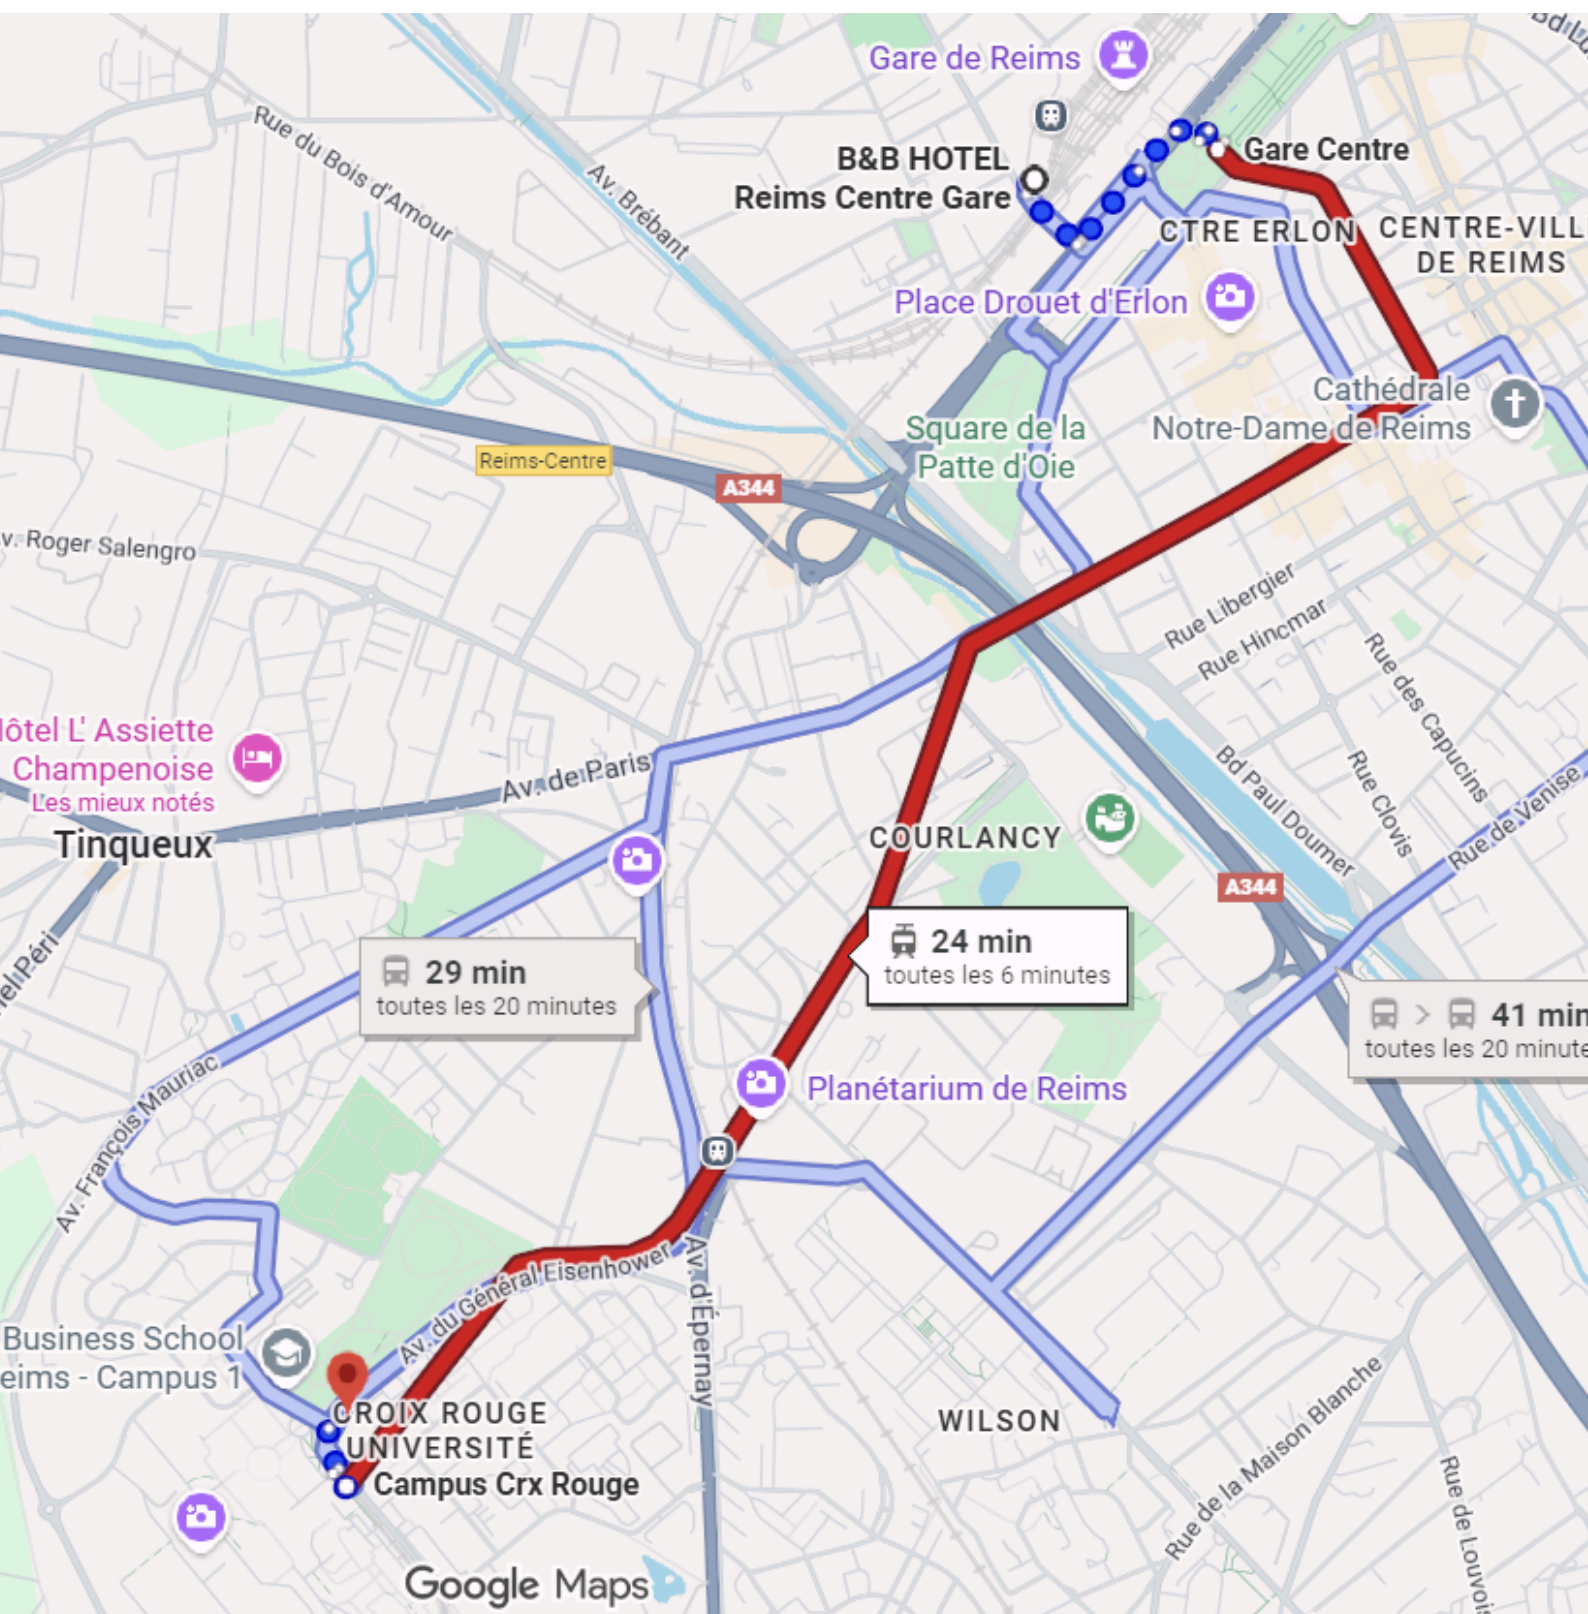 Bd Lu
Gare de Reims
Rue du Bois d'Amour
B&B HOTEL
Reims Centre Gare
Gare Centre
Av. Brébant
CTRE ERLON
CENTRE-VILL
DE REIMS
Place Drouet d'Erlon
Cathédrale
Notre-Dame de Reims
Square de la
Patte d'Oie
Reims-Centre
A344
v. Roger Salengro
Rue Libergier
Rue Hincmar
Rue des Capucins
ôtel L' Assiette
Champenoise
Les mieux notés
Av. de Paris
Tinqueux
Bd Paul Doumer
Rue Clovis
Rue de Venise
COURLANCY
A344
24 min
toutes les 6 minutes
29 min
toutes les 20 minutes
iel Péri
41 min
toutes les 20 minute
Av. François Mauriac
Planétarium de Reims
Av. du Général Eisenhower
Av. d'Épernay
Business School
eims - Campus 1
CROIX ROUGE
UNIVERSITÉ
Campus Crx Rouge
WILSON
Rue de la Maison Blanche
Rue de Louvois
Google Maps